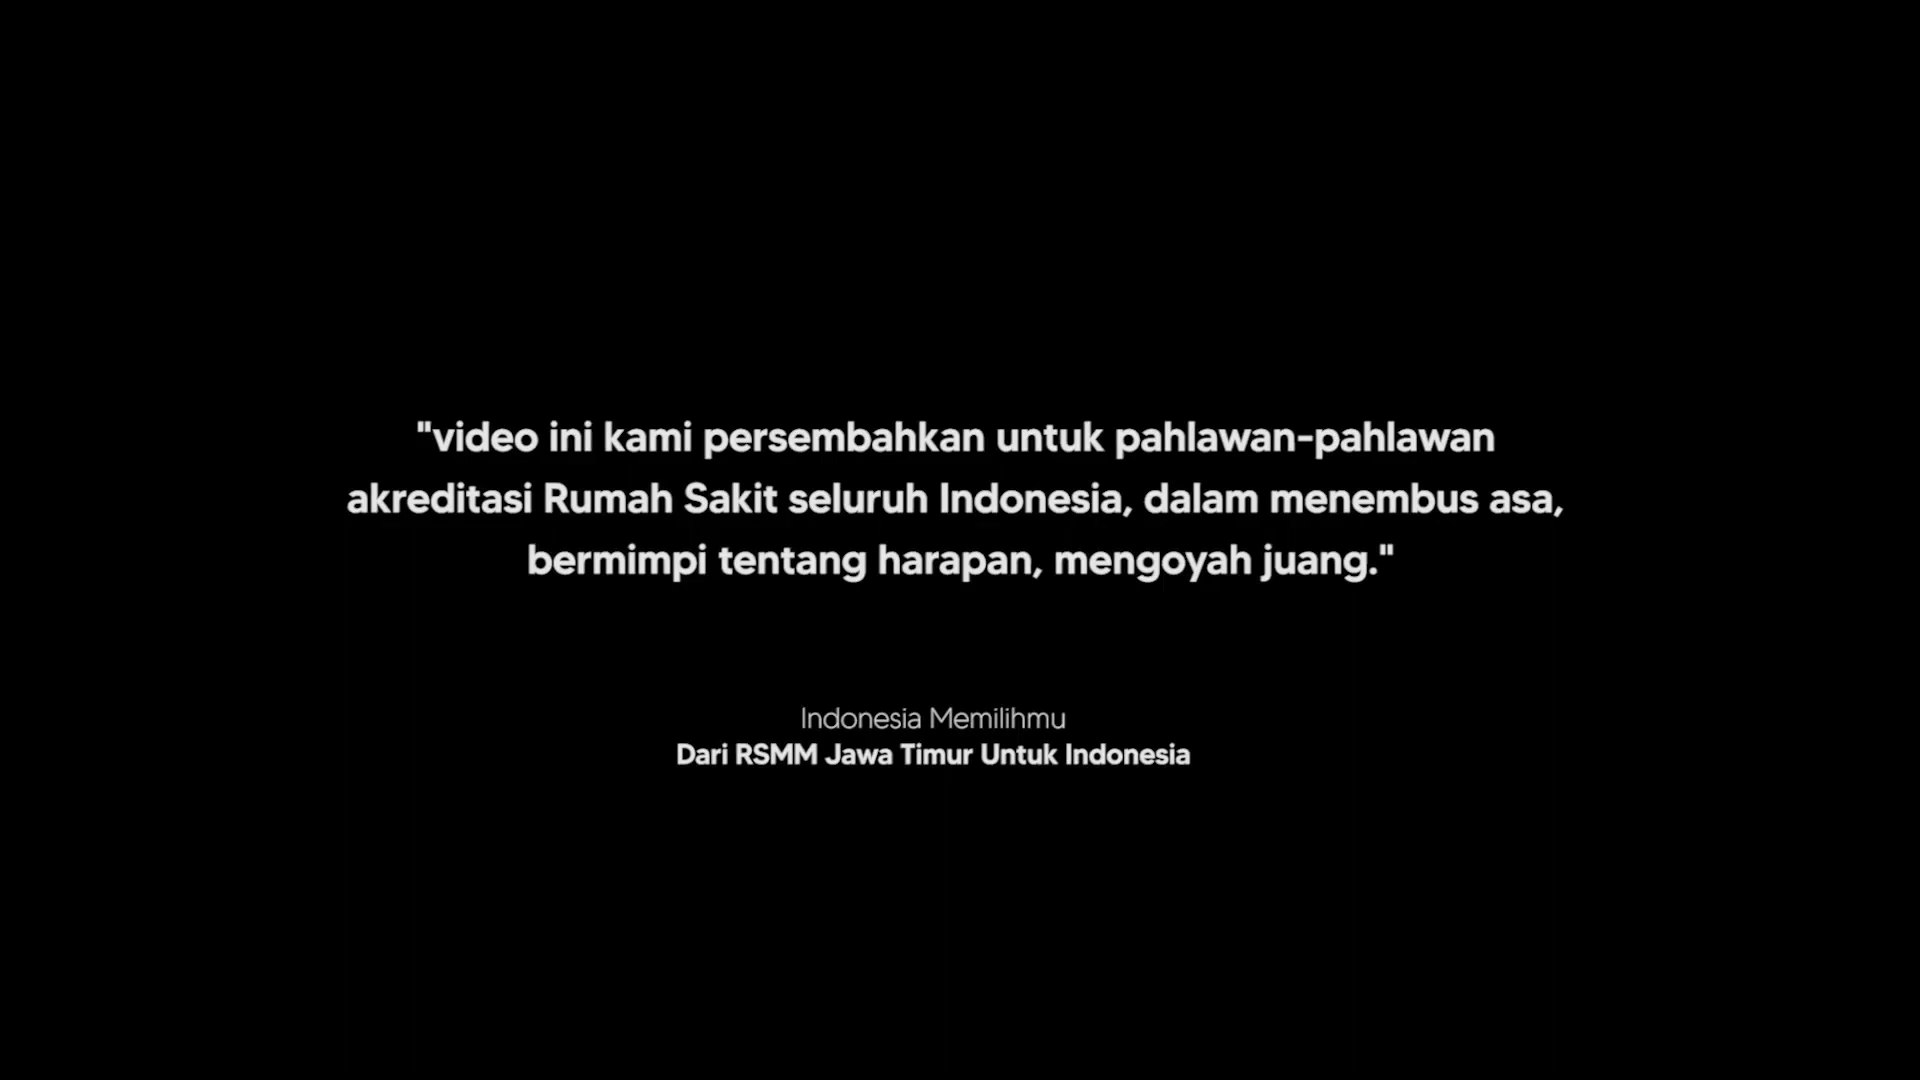 "video ini kami persembahkan untuk pahlawan-pahlawan
akreditasi Rumah Sakit seluruh Indonesia, dalam menembus asa,
bermimpi tentang harapan, mengoyah juang."
Indonesia Memilihmu
Dari RSMM Jawa Timur Untuk Indonesia